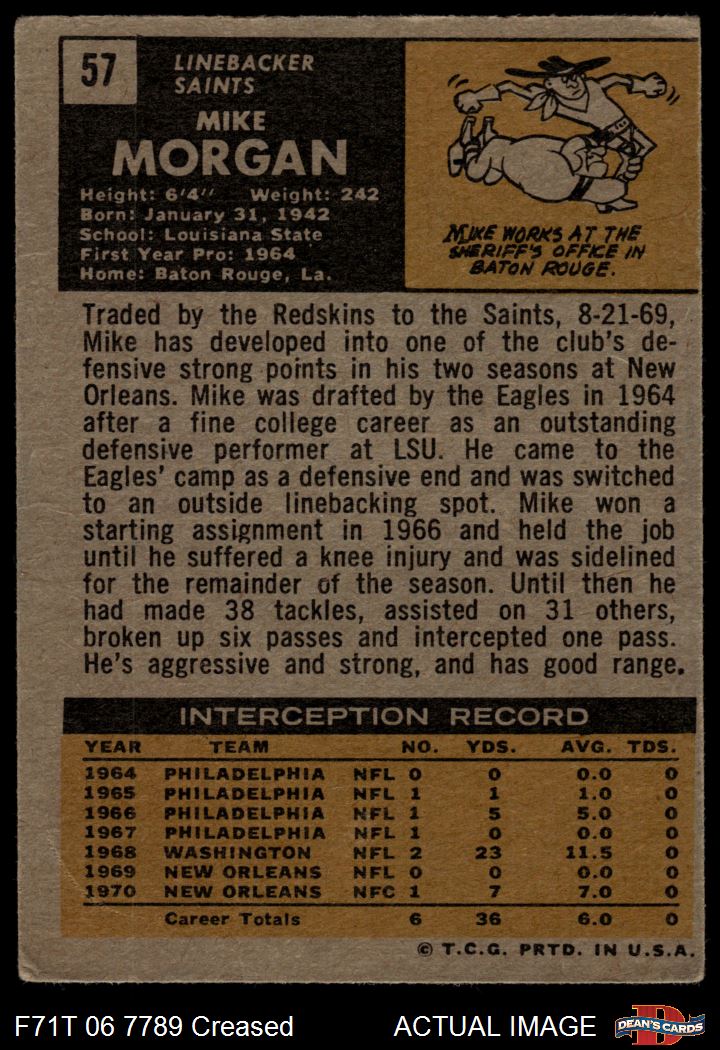 57
LINEBACKER
SAINTS
MIKE
MORGAN
Height: 6'4" Weight: 242
Born: January 31, 1942
School: Louisiana State
First Year Pro: 1964
Home: Baton Rouge, La.
MIKE WORKS AT THE
SHERIFF'S OFFICE IN
BATON ROUGE.
Traded by the Redskins to the Saints, 8-21-69,
Mike has developed into one of the club's de-
fensive strong points in his two seasons at New
Orleans. Mike was drafted by the Eagles in 1964
after a fine college career as an outstanding
defensive performer at LSU. He came to the
Eagles' camp as a defensive end and was switched
to an outside linebacking spot. Mike won a
starting assignment in 1966 and held the job
until he suffered a knee injury and was sidelined
for the remainder of the season. Until then he
had made 38 tackles, assisted on 31 others,
broken up six passes and intercepted one pass.
He's aggressive and strong, and has good range.
INTERCEPTION RECORD
YEAR TEAM NO. YDS. AVG. TDS.
1964 PHILADELPHIA NFL 0 0 0.0 0
1965 PHILADELPHIA NFL 1 1 1.0 0
1966 PHILADELPHIA NFL 1 5 5.0 0
1967 PHILADELPHIA NFL 1 0 0.0 0
1968 WASHINGTON NFL 2 23 11.5 0
1969 NEW ORLEANS NFL 0 0 0.0 0
1970 NEW ORLEANS NFC 1 7 7.0 0
Career Totals 6 36 6.0 0
© T.C.G. PRTD. IN U.S.A.
F71T 06 7789 Creased ACTUAL IMAGE
D
DEAN'S CARDS